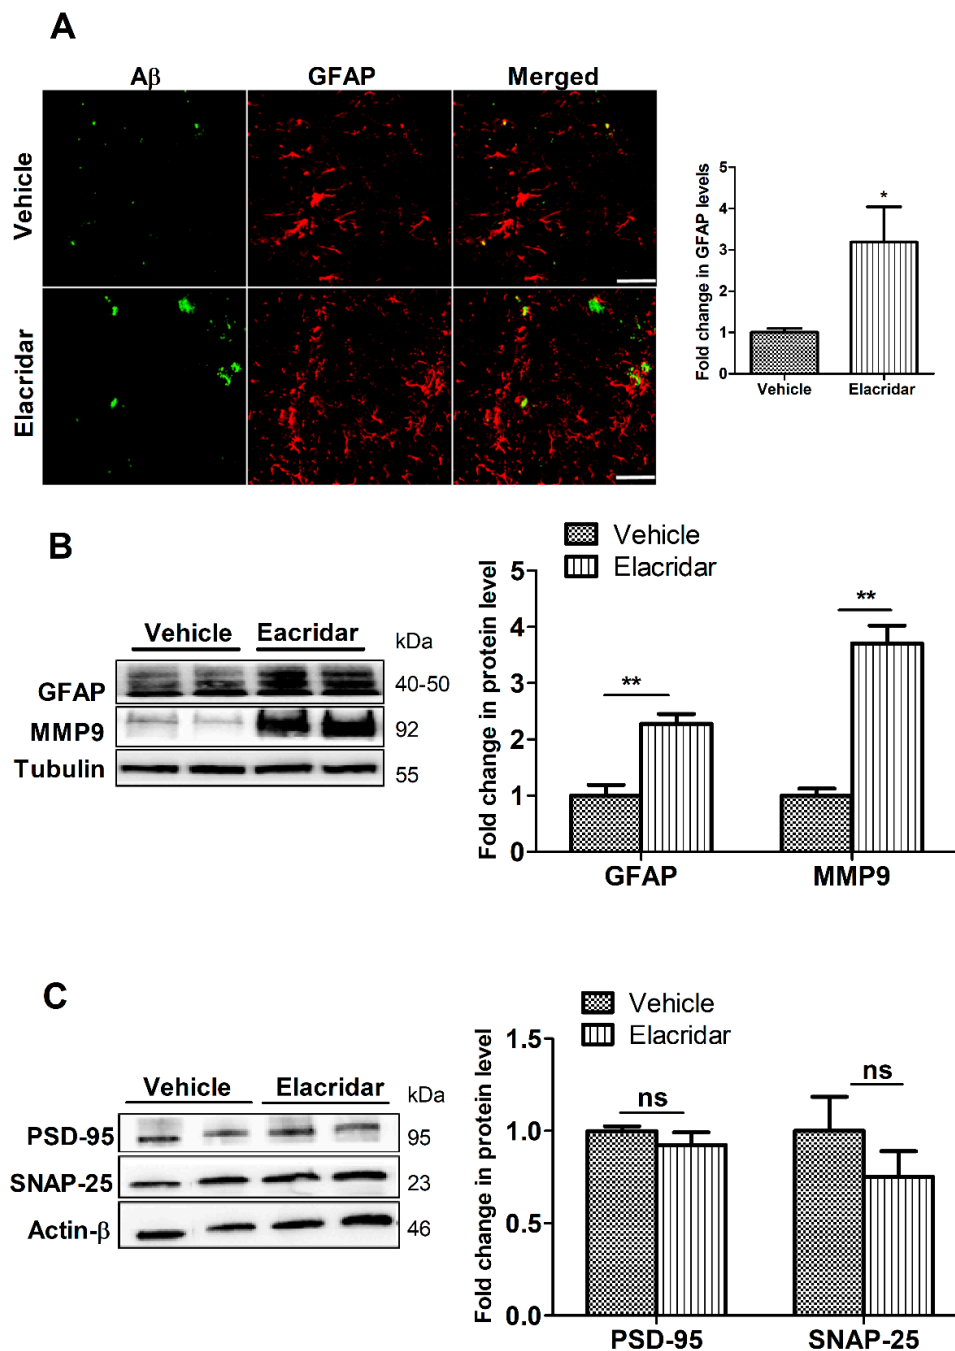 A
Aβ GFAP Merged
Vehicle
Elacridar
Fold change in GFAP levels
5
4
3
2
1
0
*
Vehicle Elacridar
B
Vehicle Eacridar kDa
GFAP 40-50
MMP9 92
Tubulin 55
Vehicle
Elacridar
Fold change in protein level
5
4
3
2
1
0
**
**
GFAP MMP9
C
Vehicle Elacridar kDa
PSD-95 95
SNAP-25 23
Actin-β 46
Vehicle
Elacridar
Fold change in protein level
1.5
1.0
0.5
0.0
ns
ns
PSD-95 SNAP-25